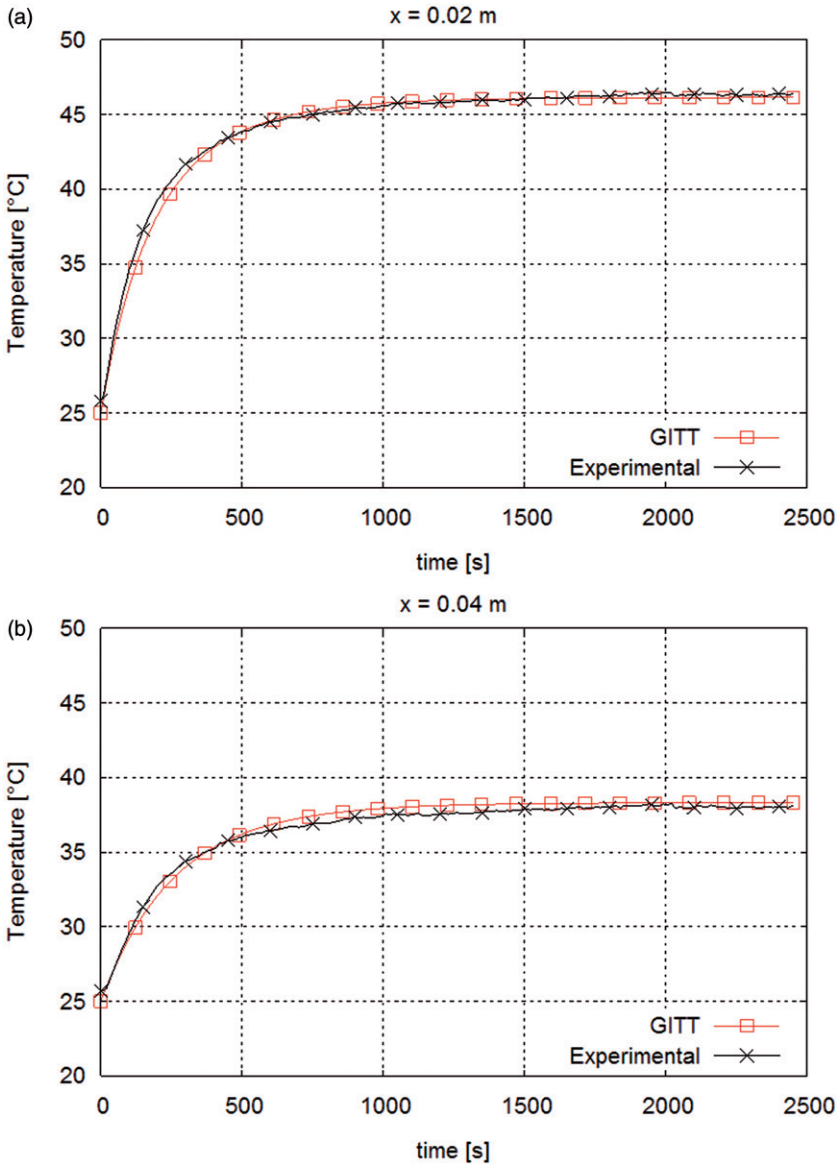 (a)
x = 0.02 m
50
45
40
35
30
25
20
Temperature [°C]
GITT
Experimental
0 500 1000 1500 2000 2500
time [s]
(b)
x = 0.04 m
50
45
40
35
30
25
20
Temperature [°C]
GITT
Experimental
0 500 1000 1500 2000 2500
time [s]